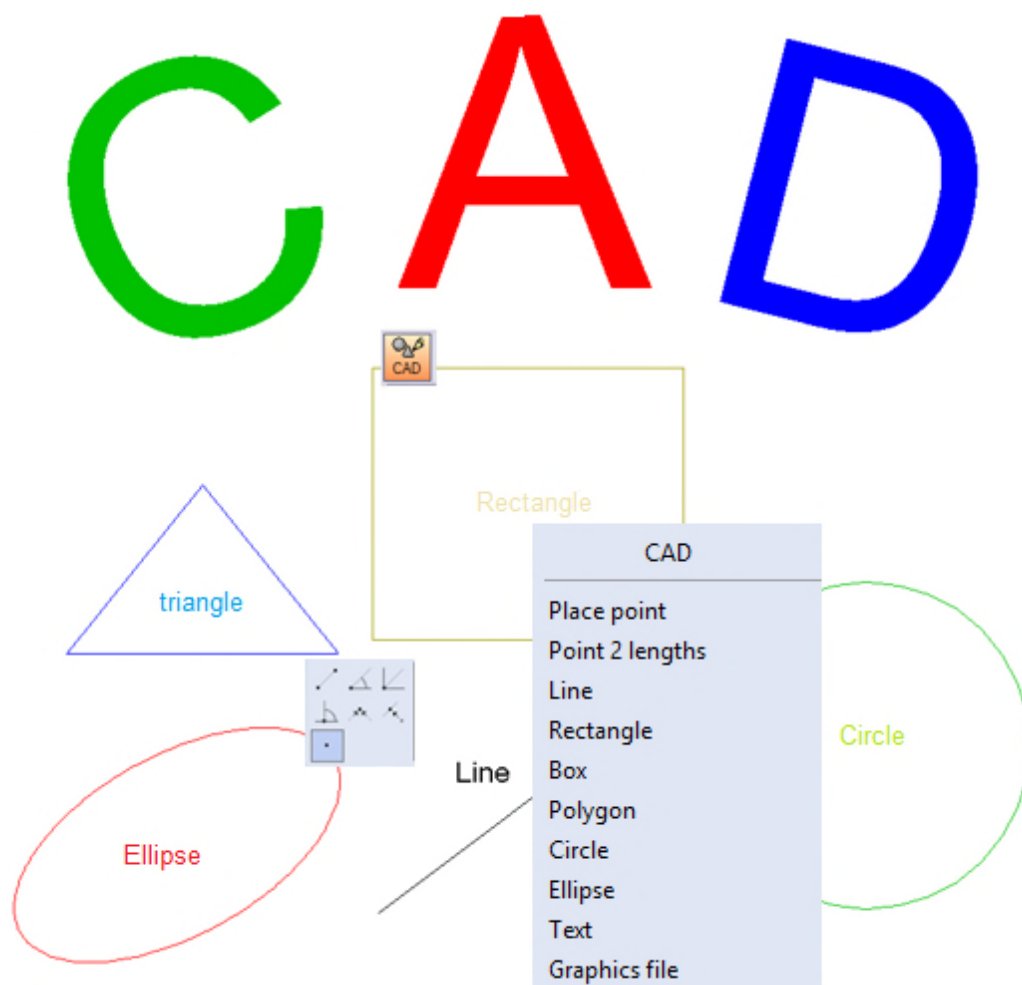 CAD
CAD
Rectangle
triangle
CAD
Place point
Point 2 lengths
Line
Rectangle
Box
Polygon
Circle
Ellipse
Text
Graphics file
Circle
Line
Ellipse